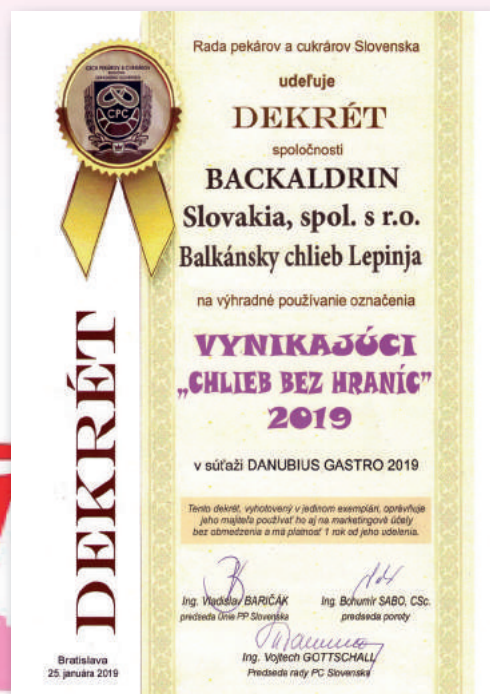 Rada pekárov a cukrárov Slovenska
udeľuje
DEKRÉT
spoločnosti
BACKALDRIN
Slovakia, spol. s r.o.
Balkánsky chlieb Lepinja
na výhradné používanie označenia
VYNIKAJÚCI
„CHLIEB BEZ HRANÍC”
2019
v súťaži DANUBIUS GASTRO 2019
Tento dekrét, vyhotovený v jedinom exemplári, oprávňuje
jeho majiteľa používať ho aj na marketingové účely
bez obmedzenia a má platnosť 1 rok od jeho udelenia.
Ing. Vladislav BARIČÁK
predseda Únie PP Slovenska
Ing. Bohumír SABO, CSc.
predseda poroty
Ing. Vojtech GOTTSCHALL
Predseda rady PC Slovenska
DEKRÉT
Bratislava
25. januára 2019
CPC